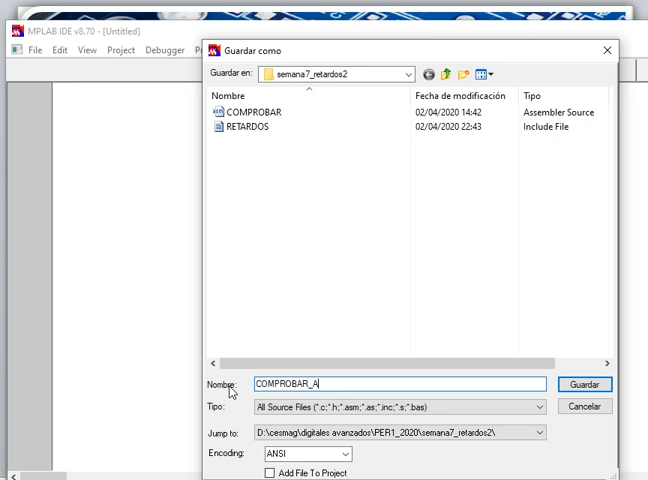 MPLAB IDE v8.70 - [Untitled]
File Edit View Project Debugger
Guardar como
Guardar en: semana7_retardos2
Nombre Fecha de modificación Tipo
COMPROBAR 02/04/2020 14:42 Assembler Source
RETARDOS 02/04/2020 22:43 Include File
Nombre: COMPROBAR_A Guardar
Tipo: All Source Files (*.c;*.h;*.asm;*.as;*.inc;*.s;*.bas) Cancelar
Jump to: D:\cesmag\digitales avanzados\PER1_2020\semana7_retardos2\
Encoding: ANSI
Add File To Project